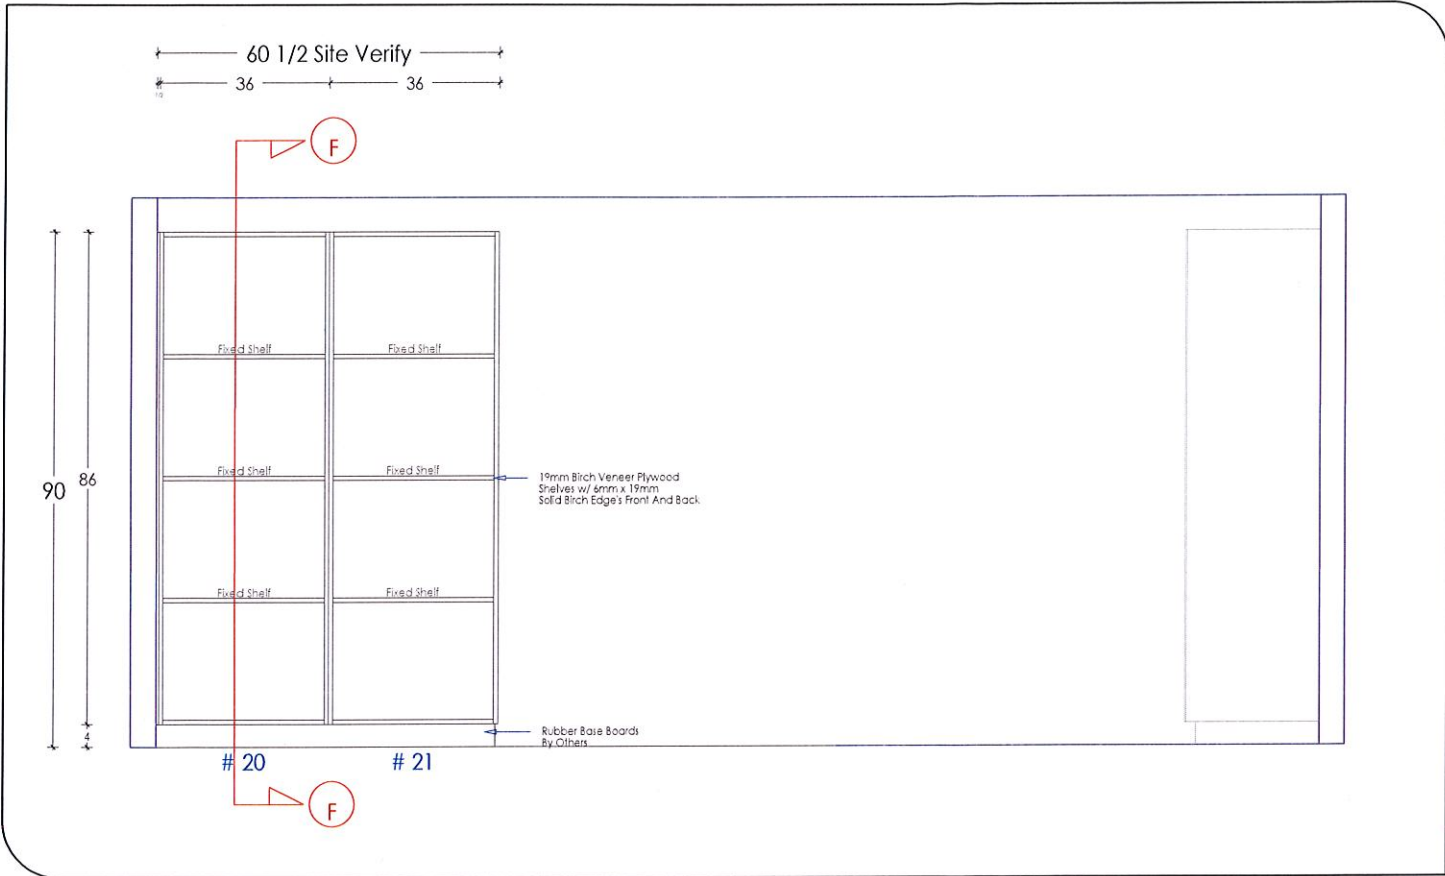 60 1/2 Site Verify
36 36
F
Fixed Shelf Fixed Shelf
Fixed Shelf Fixed Shelf
90 86
19mm Birch Veneer Plywood
Shelves w/ 6mm x 19mm
Solid Birch Edge's Front And Back
Fixed Shelf Fixed Shelf
4
Rubber Base Boards
By Others
# 20 # 21
F